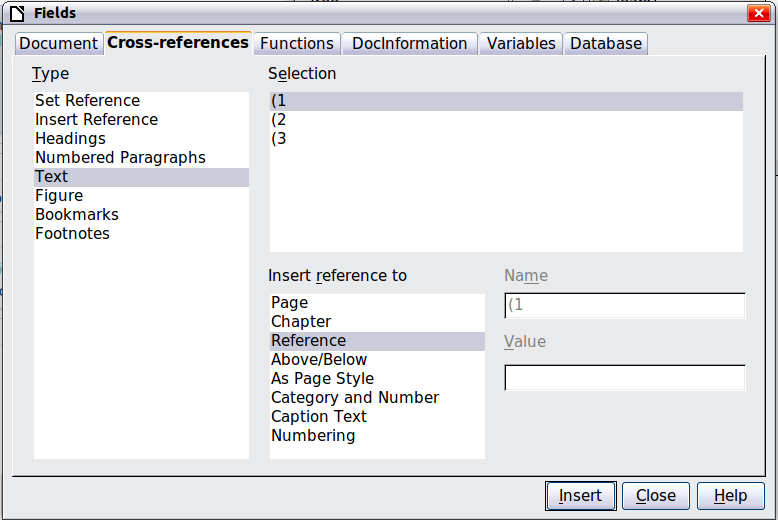 Fields
Document Cross-references Functions DocInformation Variables Database
Type
Set Reference
Insert Reference
Headings
Numbered Paragraphs
Text
Figure
Bookmarks
Footnotes
Selection
(1
(2
(3
Insert reference to
Page
Chapter
Reference
Above/Below
As Page Style
Category and Number
Caption Text
Numbering
Name
(1
Value
Insert Close Help